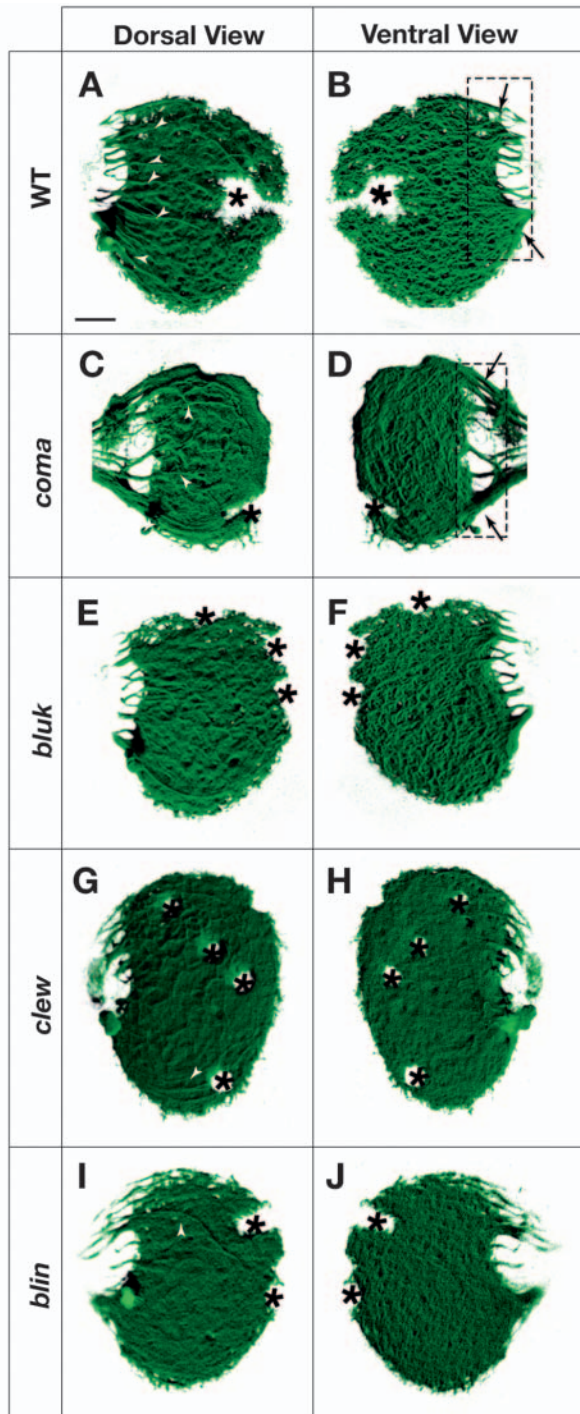 Dorsal View Ventral View
WT A B
coma C D
bluk E F
clew G H
blin I J